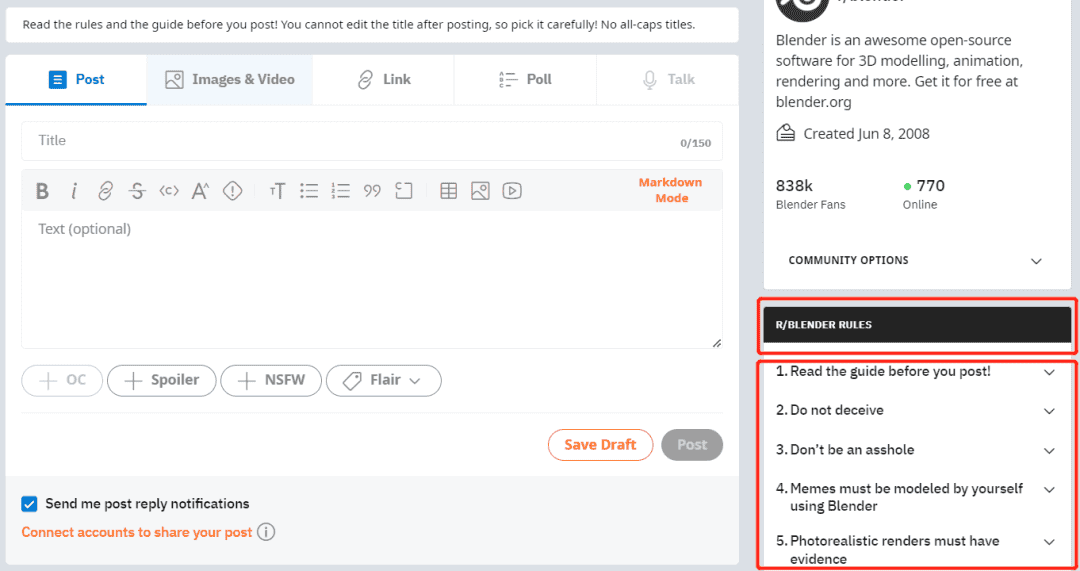 Read the rules and the guide before you post! You cannot edit the title after posting, so pick it carefully! No all-caps titles.
Post
Images & Video
Link
Poll
Talk
Title
0/150
B i <c> A^ TT 99
Markdown
Mode
Text (optional)
OC
Spoiler
NSFW
Flair
Save Draft
Post
Send me post reply notifications
Connect accounts to share your post
Blender is an awesome open-source
software for 3D modelling, animation,
rendering and more. Get it for free at
blender.org
Created Jun 8, 2008
838k
770
Blender Fans
Online
COMMUNITY OPTIONS
R/BLENDER RULES
1. Read the guide before you post!
2. Do not deceive
3. Don't be an asshole
4. Memes must be modeled by yourself
using Blender
5. Photorealistic renders must have
evidence